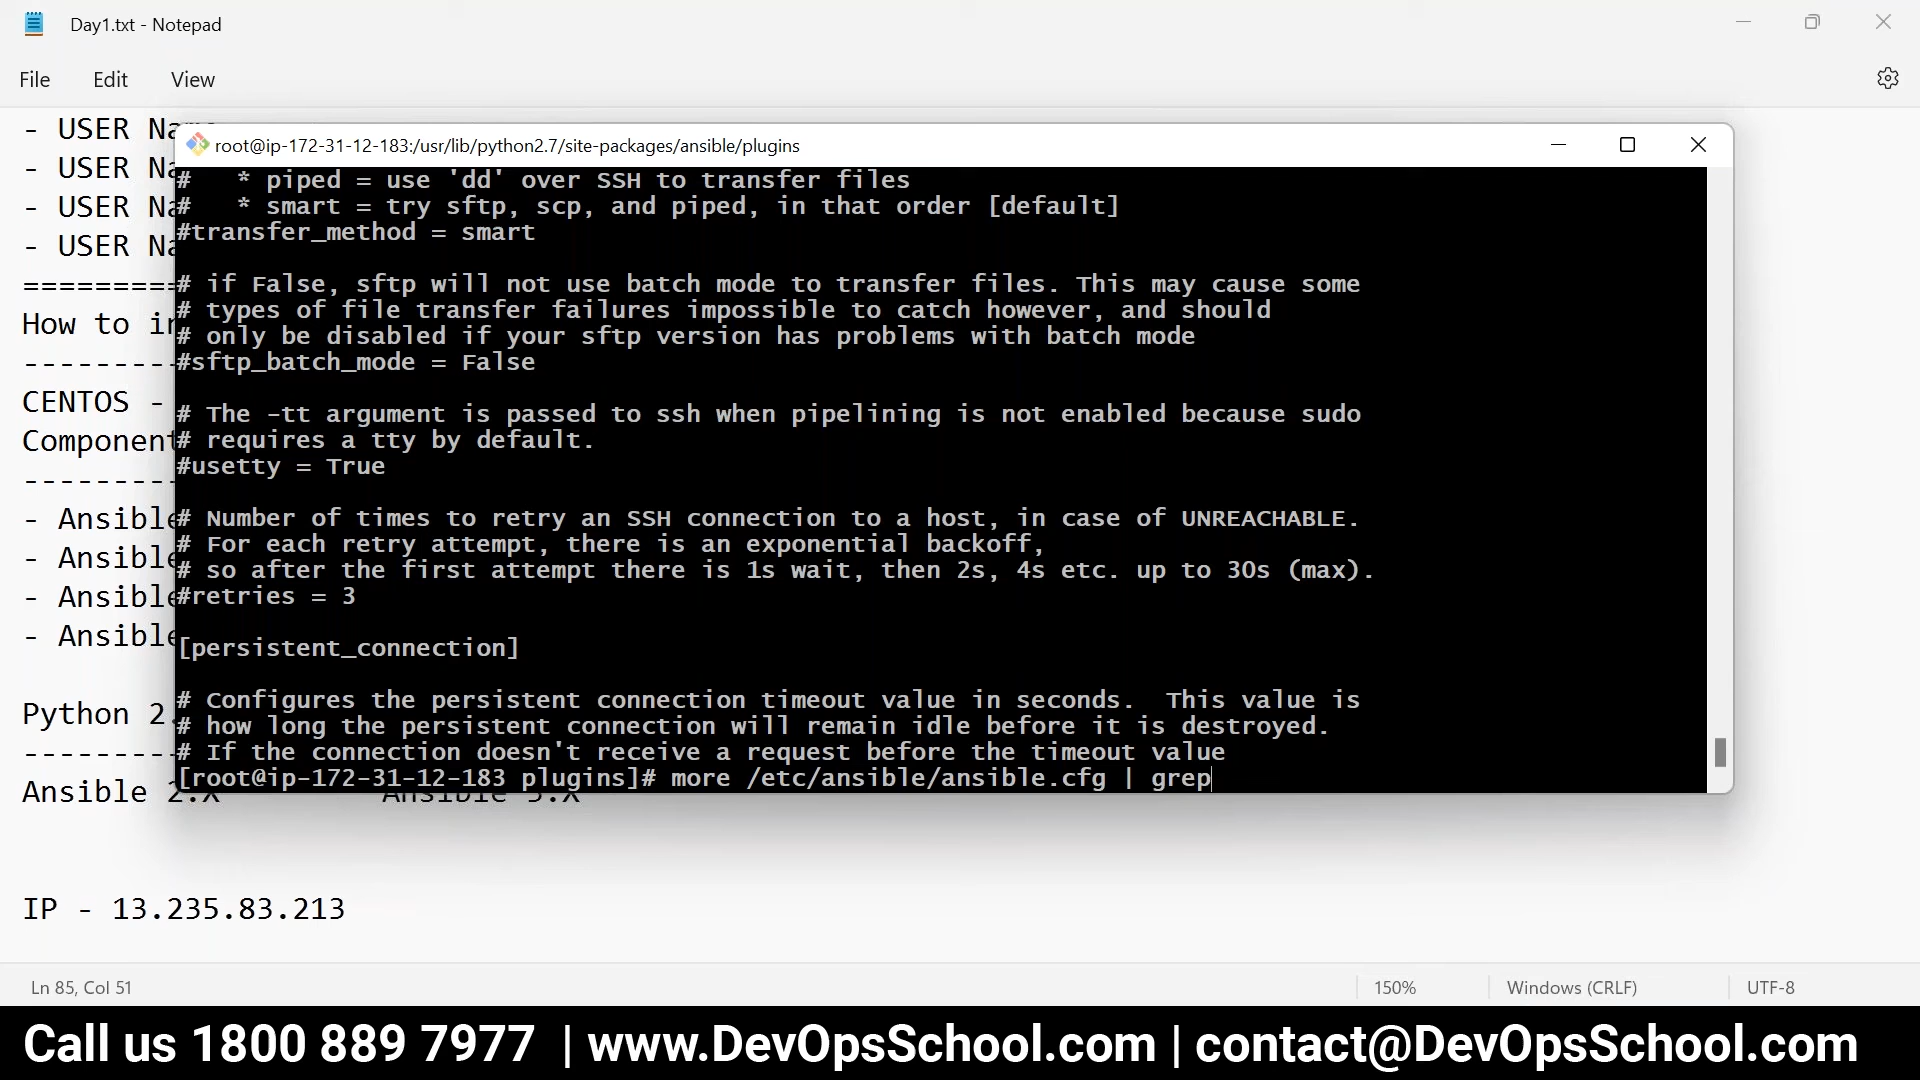 Day1.txt - Notepad
File Edit View
- USER Na
- USER Na
- USER Na
- USER Na
==========
How to in
---------
CENTOS -
Component
---------
- Ansible
- Ansible
- Ansible
- Ansible
Python 2.
---------
Ansible 2.X Ansible 3.X
IP - 13.235.83.213
root@ip-172-31-12-183:/usr/lib/python2.7/site-packages/ansible/plugins
#   * piped = use 'dd' over SSH to transfer files
#   * smart = try sftp, scp, and piped, in that order [default]
#transfer_method = smart
# if False, sftp will not use batch mode to transfer files. This may cause some
# types of file transfer failures impossible to catch however, and should
# only be disabled if your sftp version has problems with batch mode
#sftp_batch_mode = False
# The -tt argument is passed to ssh when pipelining is not enabled because sudo
# requires a tty by default.
#usetty = True
# Number of times to retry an SSH connection to a host, in case of UNREACHABLE.
# For each retry attempt, there is an exponential backoff,
# so after the first attempt there is 1s wait, then 2s, 4s etc. up to 30s (max).
#retries = 3
[persistent_connection]
# Configures the persistent connection timeout value in seconds.  This value is
# how long the persistent connection will remain idle before it is destroyed.
# If the connection doesn't receive a request before the timeout value
[root@ip-172-31-12-183 plugins]# more /etc/ansible/ansible.cfg | grep
Ln 85, Col 51 150% Windows (CRLF) UTF-8
Call us 1800 889 7977 | www.DevOpsSchool.com | contact@DevOpsSchool.com